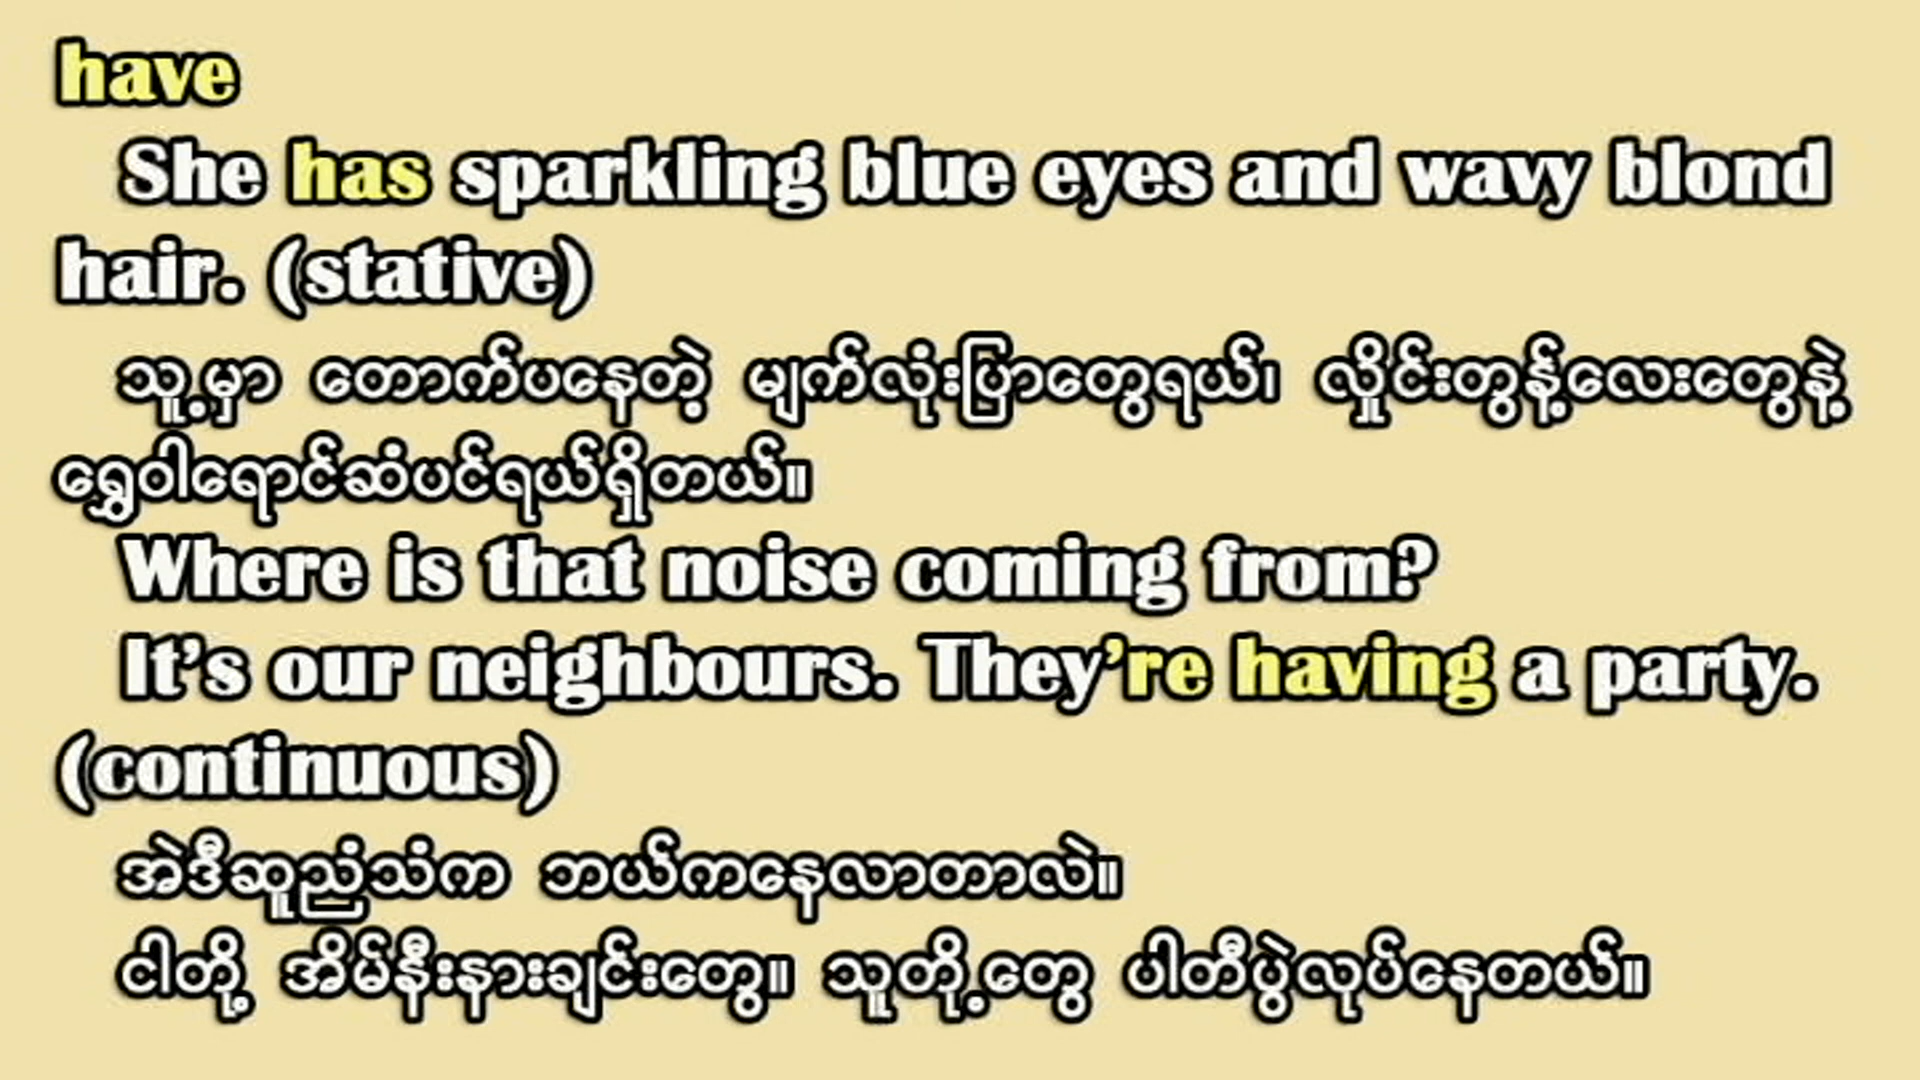 have
She has sparkling blue eyes and wavy blond
hair. (stative)
သူ့မှာ တောက်ပနေတဲ့ မျက်လုံးပြာတွေရယ်၊ လှိုင်းတွန့်လေးတွေနဲ့
ရွှေဝါရောင်ဆံပင်ရယ်ရှိတယ်။
Where is that noise coming from?
It’s our neighbours. They’re having a party.
(continuous)
အဲဒီဆူညံသံက ဘယ်ကနေလာတာလဲ။
ငါတို့ အိမ်နီးနားချင်းတွေ။ သူတို့တွေ ပါတီပွဲလုပ်နေတယ်။